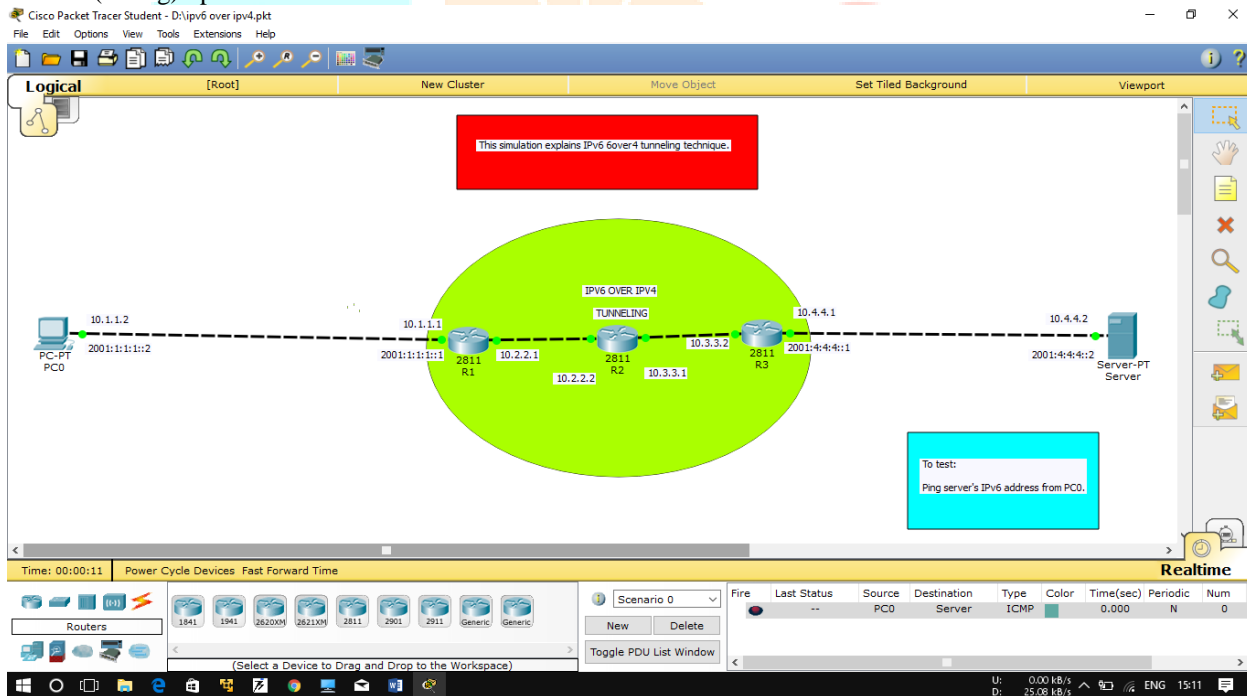 Cisco Packet Tracer Student - D:\ipv6 over ipv4.pkt
File Edit Options View Tools Extensions Help
Logical [Root] New Cluster Move Object Set Tiled Background Viewport
This simulation explains IPv6 6over4 tunneling technique.
IPV6 OVER IPV4
TUNNELING
10.1.1.2
2001:1:1:1::2
PC-PT
PC0
10.1.1.1
2001:1:1:1::1
2811
R1
10.2.2.1
10.2.2.2
2811
R2
10.3.3.1
10.3.3.2
2811
R3
10.4.4.1
2001:4:4:4::1
10.4.4.2
2001:4:4:4::2
Server-PT
Server
To test:
Ping server's IPv6 address from PC0.
Time: 00:00:11 Power Cycle Devices Fast Forward Time Realtime
Routers
1841 1941 2620XM 2621XM 2811 2901 2911 Generic Generic
(Select a Device to Drag and Drop to the Workspace)
Scenario 0
New Delete
Toggle PDU List Window
Fire Last Status Source Destination Type Color Time(sec) Periodic Num
-- PC0 Server ICMP 0.000 N 0
U: 0.00 kB/s
D: 25.08 kB/s
ENG 15:11